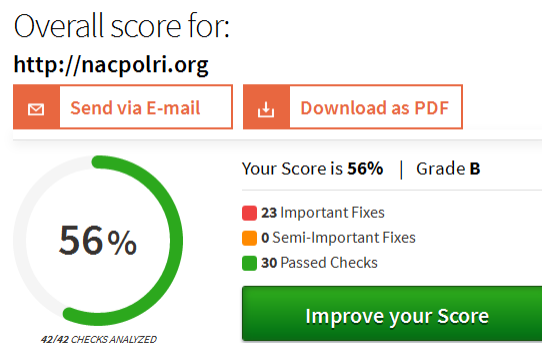 Overall score for:
http://nacpolri.org
Send via E-mail
Download as PDF
Your Score is 56% | Grade B
56%
23 Important Fixes
0 Semi-Important Fixes
30 Passed Checks
Improve your Score
42/42 CHECKS ANALYZED